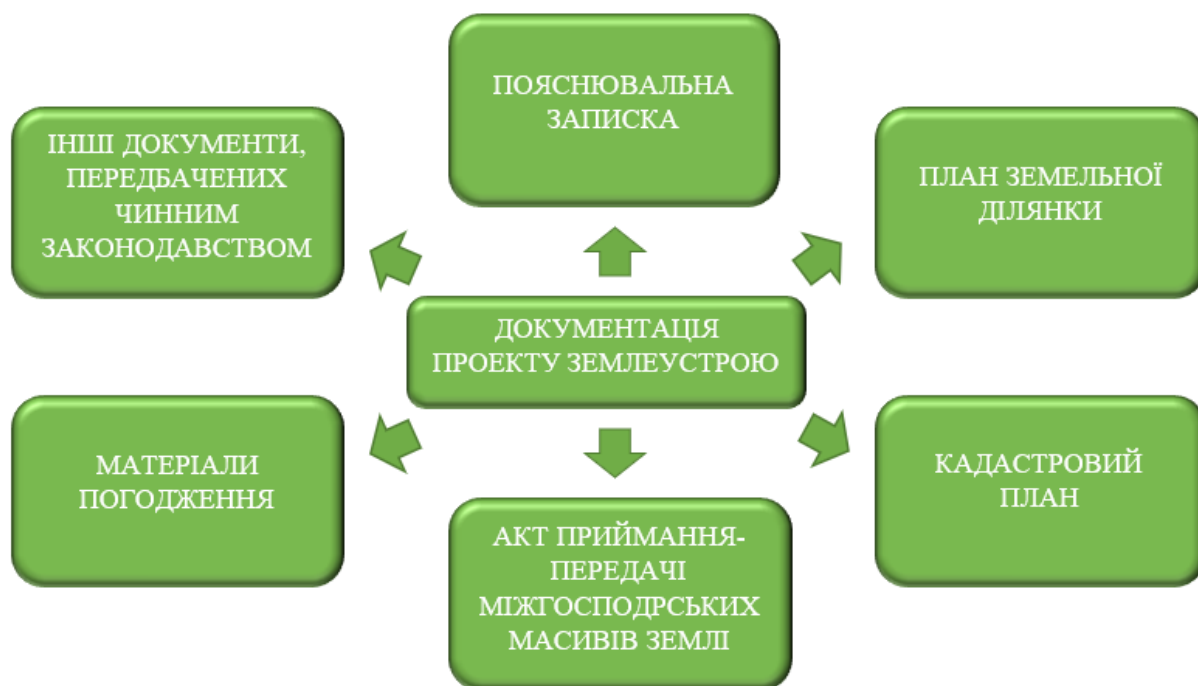 ПОЯСНЮВАЛЬНА
ЗАПИСКА
ІНШІ ДОКУМЕНТИ,
ПЕРЕДБАЧЕНИХ
ЧИННИМ
ЗАКОНОДАВСТВОМ
ПЛАН ЗЕМЕЛЬНОЇ
ДІЛЯНКИ
ДОКУМЕНТАЦІЯ
ПРОЕКТУ ЗЕМЛЕУСТРОЮ
МАТЕРІАЛИ
ПОГОДЖЕННЯ
КАДАСТРОВИЙ
ПЛАН
АКТ ПРИЙМАННЯ-
ПЕРЕДАЧІ
МІЖГОСПОДРСЬКИХ
МАСИВІВ ЗЕМЛІ